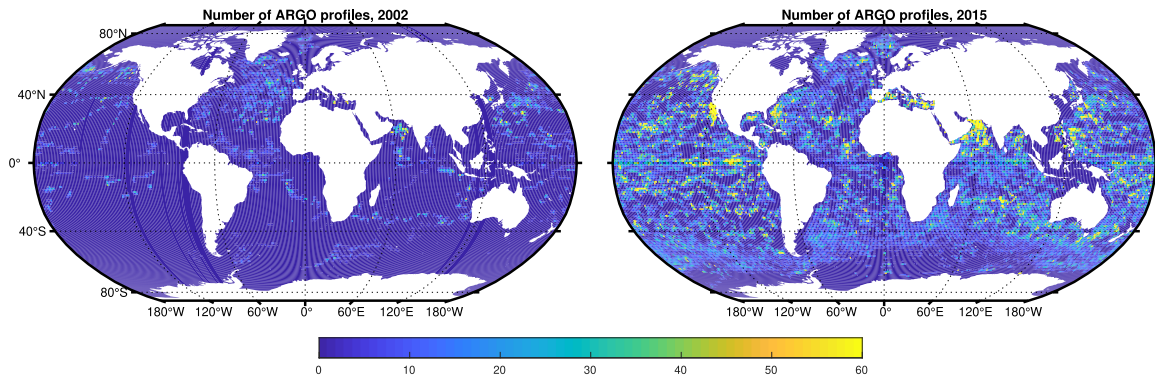 Number of ARGO profiles, 2002
Number of ARGO profiles, 2015
80°N
40°N
0°
40°S
80°S
180°W 120°W 60°W 0° 60°E 120°E 180°W
180°W 120°W 60°W 0° 60°E 120°E 180°W
0 10 20 30 40 50 60